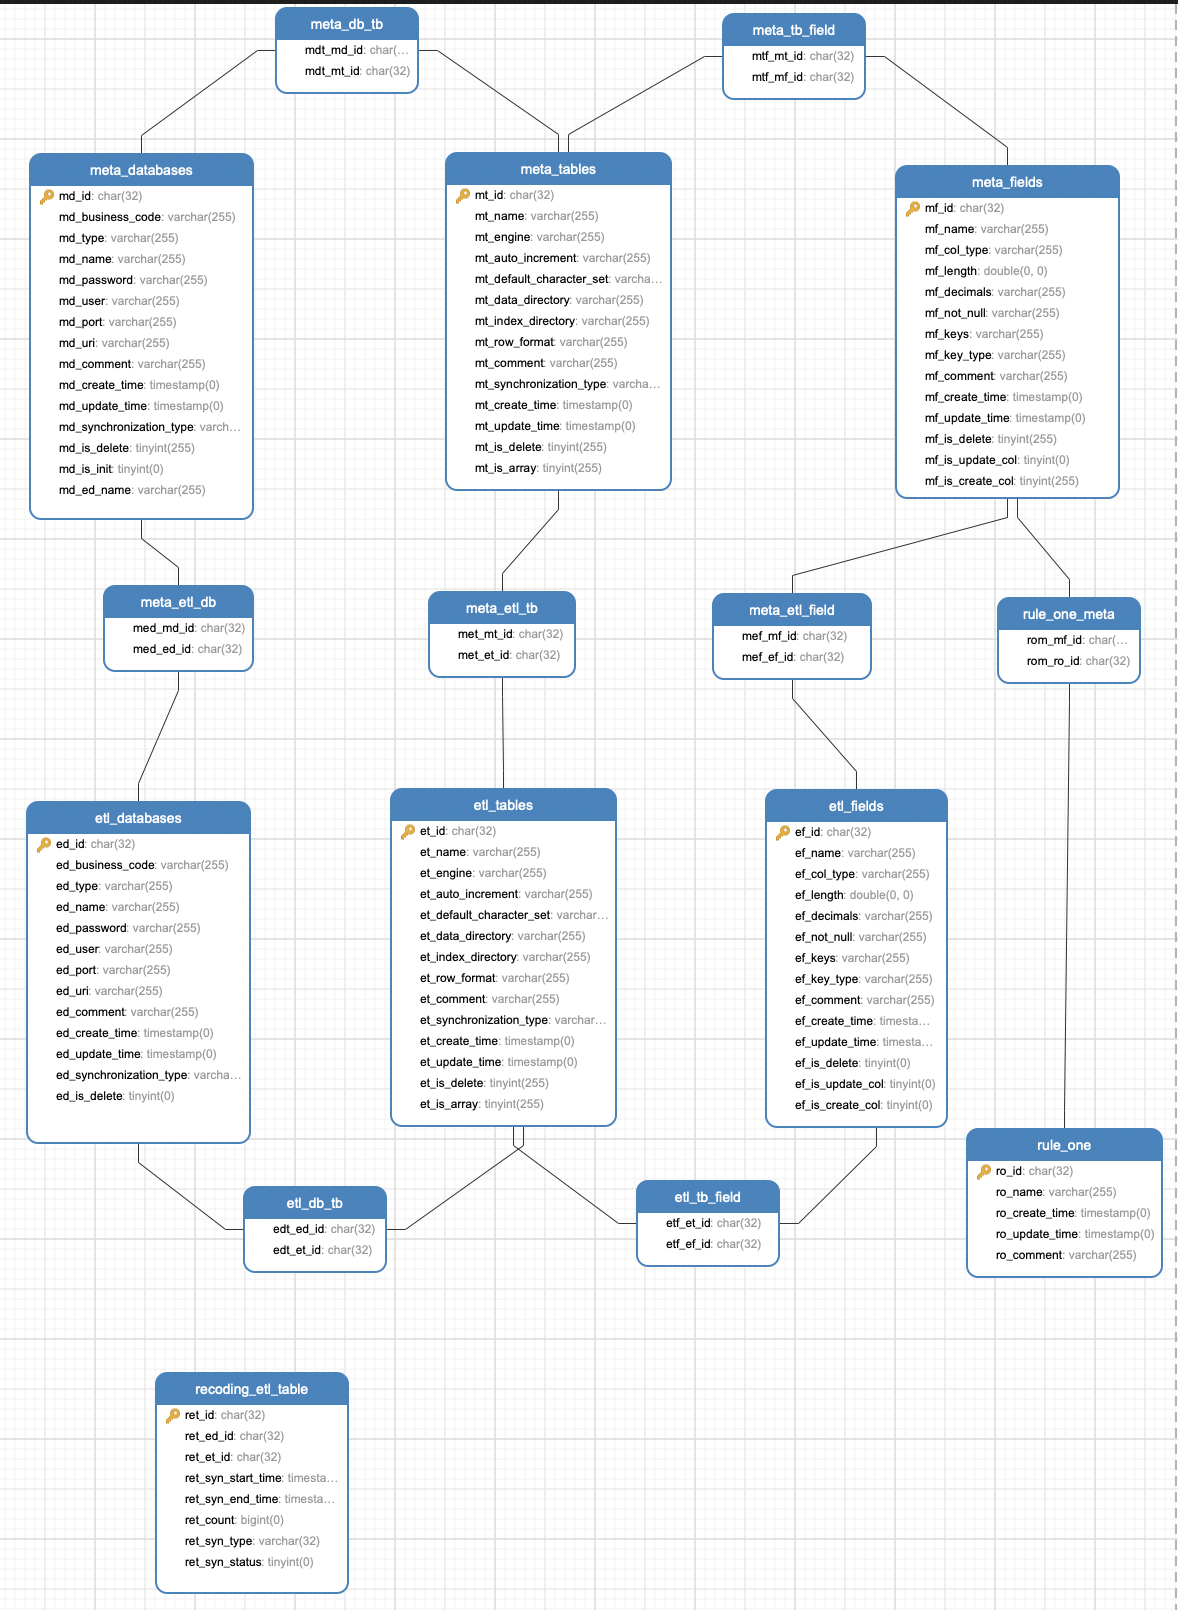 meta_db_tb
mdt_md_id: char(...
mdt_mt_id: char(32)
meta_tb_field
mtf_mt_id: char(32)
mtf_mf_id: char(32)
meta_databases
md_id: char(32)
md_business_code: varchar(255)
md_type: varchar(255)
md_name: varchar(255)
md_password: varchar(255)
md_user: varchar(255)
md_port: varchar(255)
md_uri: varchar(255)
md_comment: varchar(255)
md_create_time: timestamp(0)
md_update_time: timestamp(0)
md_synchronization_type: varch...
md_is_delete: tinyint(255)
md_is_init: tinyint(0)
md_ed_name: varchar(255)
meta_tables
mt_id: char(32)
mt_name: varchar(255)
mt_engine: varchar(255)
mt_auto_increment: varchar(255)
mt_default_character_set: varcha...
mt_data_directory: varchar(255)
mt_index_directory: varchar(255)
mt_row_format: varchar(255)
mt_comment: varchar(255)
mt_synchronization_type: varcha...
mt_create_time: timestamp(0)
mt_update_time: timestamp(0)
mt_is_delete: tinyint(255)
mt_is_array: tinyint(255)
meta_fields
mf_id: char(32)
mf_name: varchar(255)
mf_col_type: varchar(255)
mf_length: double(0, 0)
mf_decimals: varchar(255)
mf_not_null: varchar(255)
mf_keys: varchar(255)
mf_key_type: varchar(255)
mf_comment: varchar(255)
mf_create_time: timestamp(0)
mf_update_time: timestamp(0)
mf_is_delete: tinyint(255)
mf_is_update_col: tinyint(0)
mf_is_create_col: tinyint(255)
meta_etl_db
med_md_id: char(32)
med_ed_id: char(32)
meta_etl_tb
met_mt_id: char(32)
met_et_id: char(32)
meta_etl_field
mef_mf_id: char(32)
mef_ef_id: char(32)
rule_one_meta
rom_mf_id: char(...
rom_ro_id: char(32)
etl_databases
ed_id: char(32)
ed_business_code: varchar(255)
ed_type: varchar(255)
ed_name: varchar(255)
ed_password: varchar(255)
ed_user: varchar(255)
ed_port: varchar(255)
ed_uri: varchar(255)
ed_comment: varchar(255)
ed_create_time: timestamp(0)
ed_update_time: timestamp(0)
ed_synchronization_type: varcha...
ed_is_delete: tinyint(0)
etl_tables
et_id: char(32)
et_name: varchar(255)
et_engine: varchar(255)
et_auto_increment: varchar(255)
et_default_character_set: varchar...
et_data_directory: varchar(255)
et_index_directory: varchar(255)
et_row_format: varchar(255)
et_comment: varchar(255)
et_synchronization_type: varchar...
et_create_time: timestamp(0)
et_update_time: timestamp(0)
et_is_delete: tinyint(255)
et_is_array: tinyint(255)
etl_fields
ef_id: char(32)
ef_name: varchar(255)
ef_col_type: varchar(255)
ef_length: double(0, 0)
ef_decimals: varchar(255)
ef_not_null: varchar(255)
ef_keys: varchar(255)
ef_key_type: varchar(255)
ef_comment: varchar(255)
ef_create_time: timesta...
ef_update_time: timesta...
ef_is_delete: tinyint(0)
ef_is_update_col: tinyint(0)
ef_is_create_col: tinyint(0)
rule_one
ro_id: char(32)
ro_name: varchar(255)
ro_create_time: timestamp(0)
ro_update_time: timestamp(0)
ro_comment: varchar(255)
etl_db_tb
edt_ed_id: char(32)
edt_et_id: char(32)
etl_tb_field
etf_et_id: char(32)
etf_ef_id: char(32)
recoding_etl_table
ret_id: char(32)
ret_ed_id: char(32)
ret_et_id: char(32)
ret_syn_start_time: timesta...
ret_syn_end_time: timesta...
ret_count: bigint(0)
ret_syn_type: varchar(32)
ret_syn_status: tinyint(0)